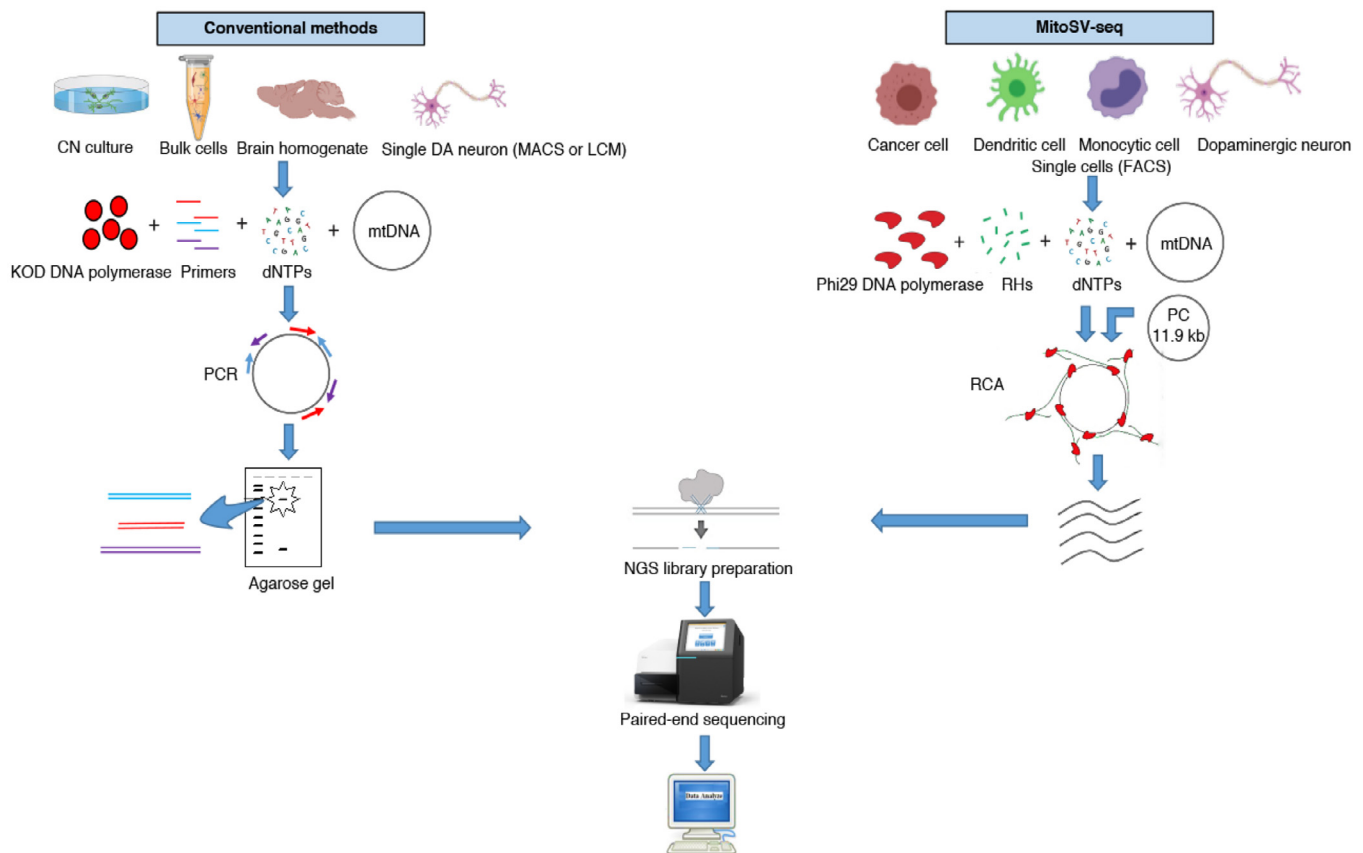 Conventional methods
CN culture
Bulk cells
Brain homogenate
Single DA neuron (MACS or LCM)
KOD DNA polymerase
+
Primers
+
dNTPs
+
mtDNA
PCR
Agarose gel
MitoSV-seq
Cancer cell
Dendritic cell
Monocytic cell
Dopaminergic neuron
Single cells (FACS)
Phi29 DNA polymerase
+
RHs
+
dNTPs
+
mtDNA
PC
11.9 kb
RCA
NGS library preparation
Paired-end sequencing
Data Analyze